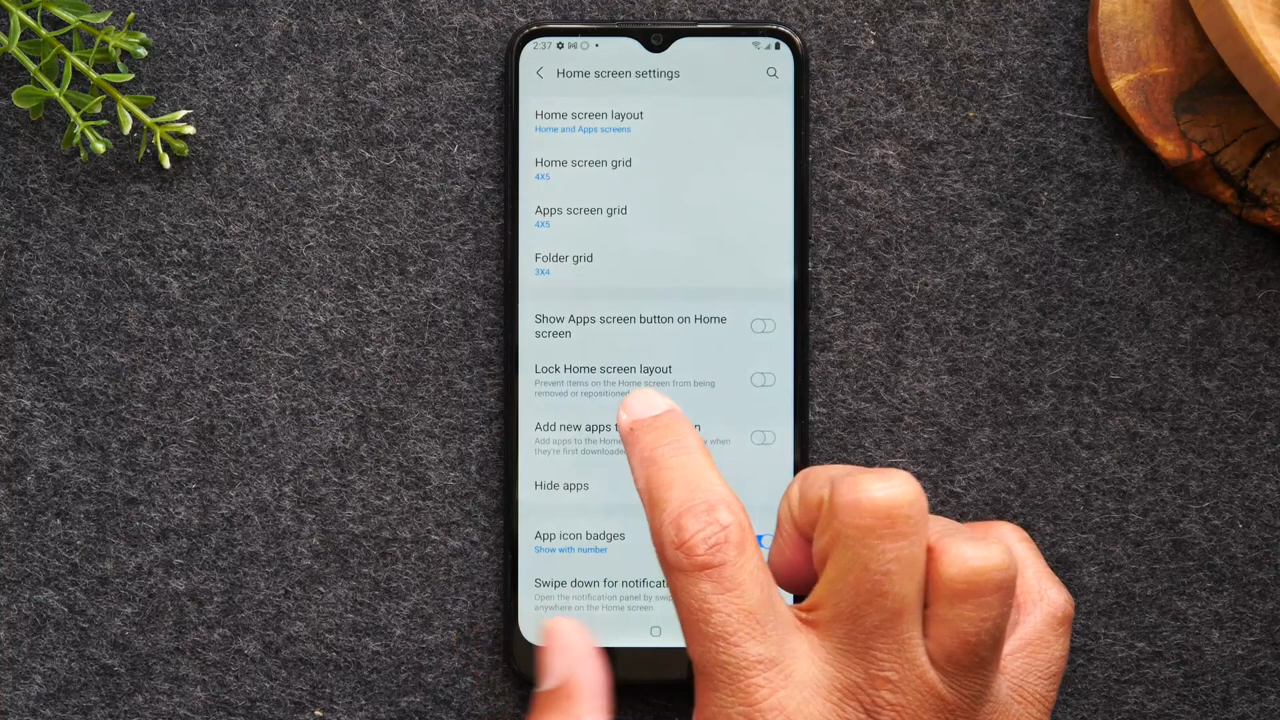 2:37
Home screen settings
Home screen layout
Home and Apps screens
Home screen grid
4X5
Apps screen grid
4X5
Folder grid
3X4
Show Apps screen button on Home
screen
Lock Home screen layout
Prevent items on the Home screen from being
removed or repositioned
Add new apps
Add apps to the Home when
they're first downloaded
Hide apps
App icon badges
Show with number
Swipe down for
Open the notification panel by
anywhere on the Home screen.